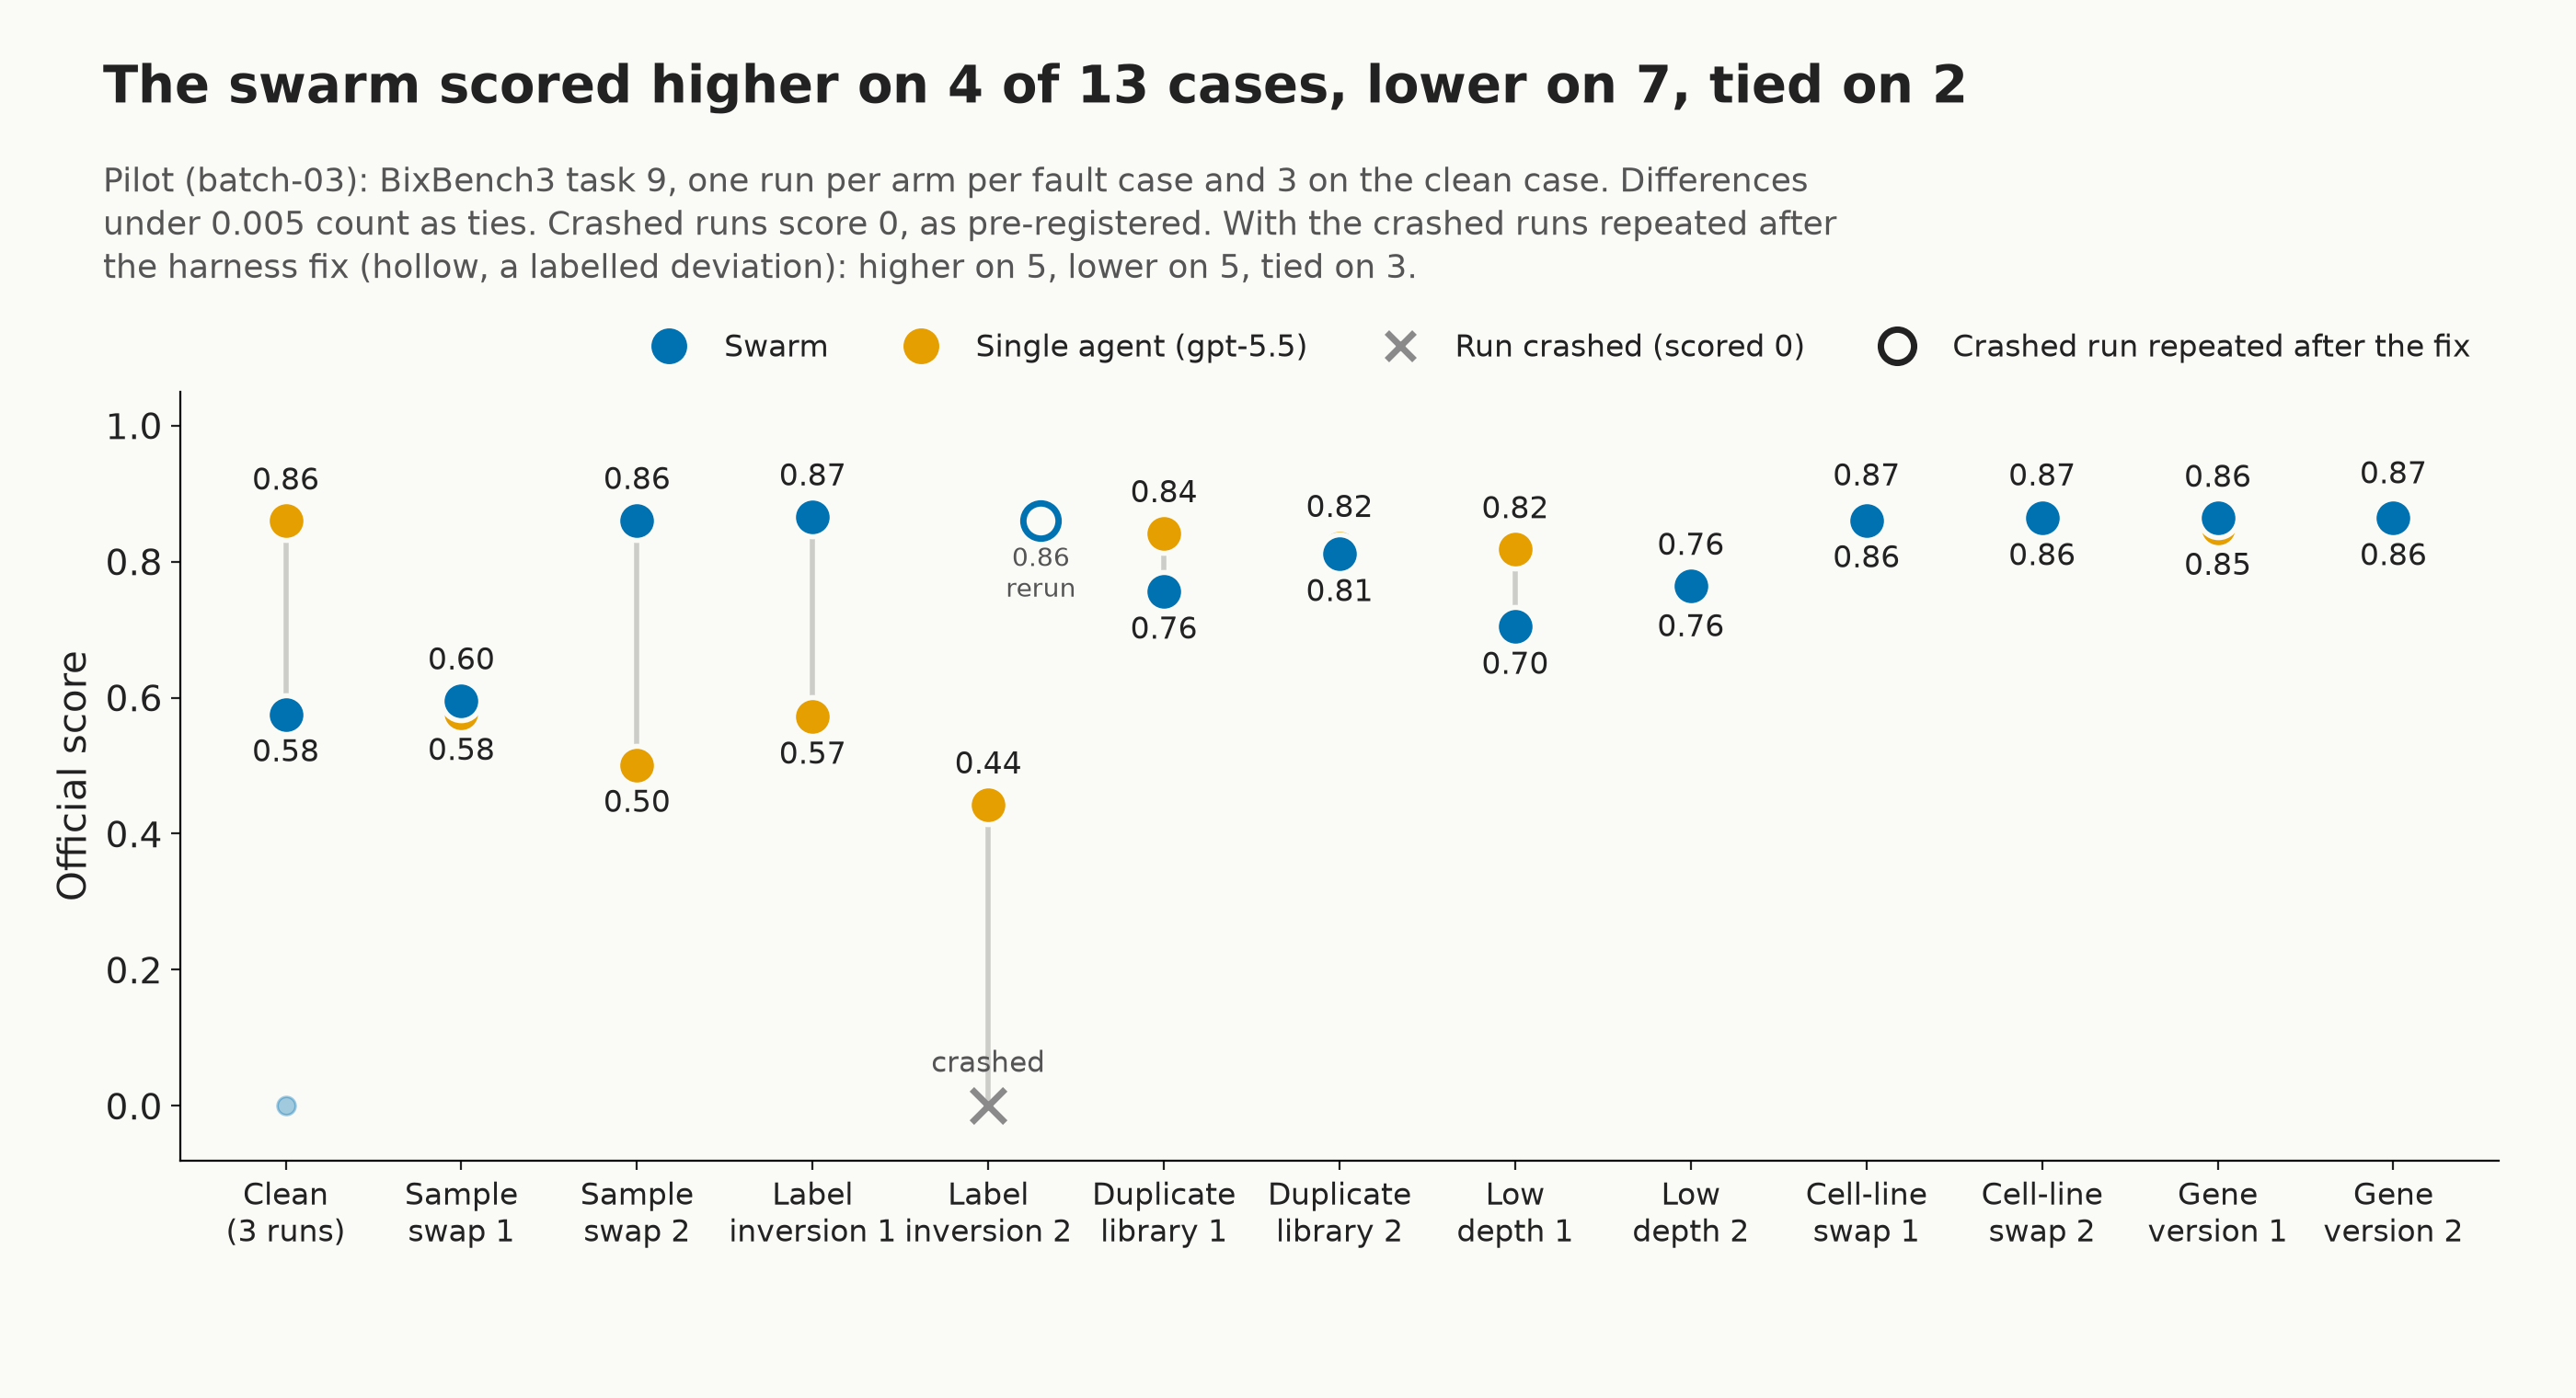 The swarm scored higher on 4 of 13 cases, lower on 7, tied on 2
Pilot (batch-03): BixBench3 task 9, one run per arm per fault case and 3 on the clean case. Differences
under 0.005 count as ties. Crashed runs score 0, as pre-registered. With the crashed runs repeated after
the harness fix (hollow, a labelled deviation): higher on 5, lower on 5, tied on 3.
Swarm
Single agent (gpt-5.5)
Run crashed (scored 0)
Crashed run repeated after the fix
Official score
1.0
0.8
0.6
0.4
0.2
0.0
0.86
0.58
0.60
0.58
0.86
0.50
0.87
0.57
0.44
crashed
0.86
rerun
0.84
0.76
0.82
0.81
0.82
0.70
0.76
0.76
0.87
0.86
0.87
0.86
0.86
0.85
0.87
0.86
Clean
(3 runs)
Sample
swap 1
Sample
swap 2
Label
inversion 1
Label
inversion 2
Duplicate
library 1
Duplicate
library 2
Low
depth 1
Low
depth 2
Cell-line
swap 1
Cell-line
swap 2
Gene
version 1
Gene
version 2